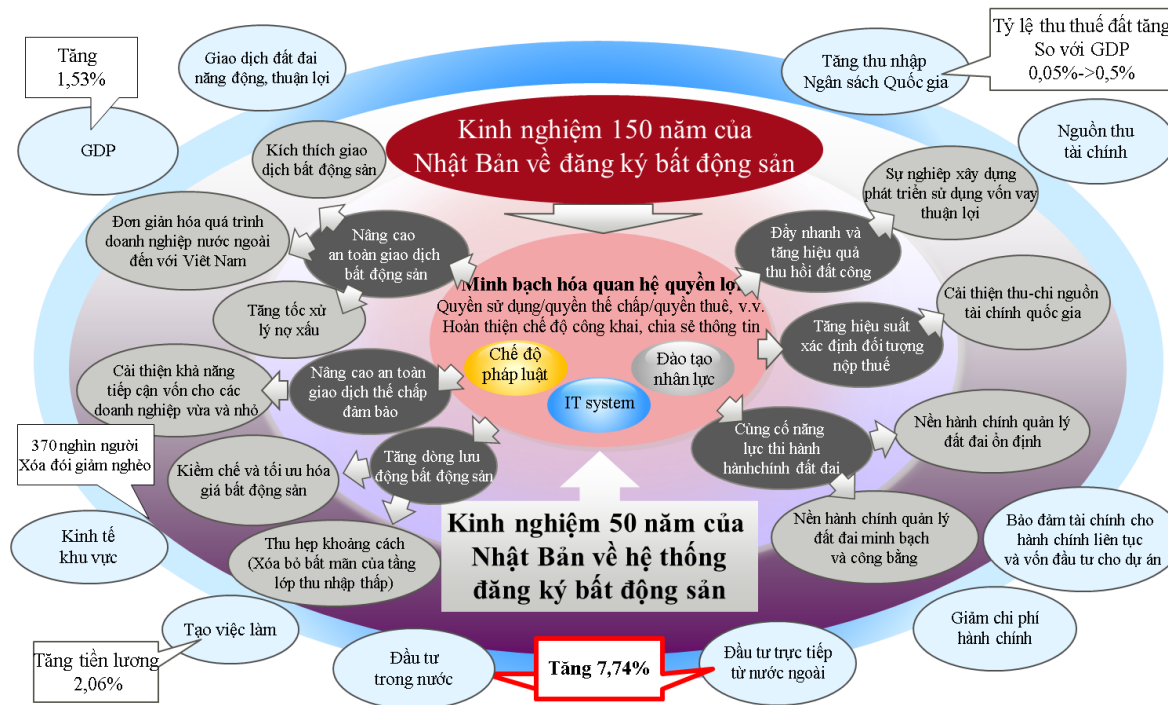 Tăng
1,53%
GDP
Giao dịch đất đai
năng động, thuận lợi
Tăng thu nhập
Ngân sách Quốc gia
Tỷ lệ thu thuế đất tăng
So với GDP
0,05%->0,5%
Nguồn thu
tài chính
Kinh nghiệm 150 năm của
Nhật Bản về đăng ký bất động sản
Kích thích giao
dịch bất động sản
Đơn giản hóa quá trình
doanh nghiệp nước ngoài
đến với Viêt Nam
Nâng cao
an toàn giao dịch
bất động sản
Tăng tốc xử
lý nợ xấu
Sự nghiệp xây dựng
phát triển sử dụng vốn vay
thuận lợi
Đẩy nhanh và
tăng hiệu quả
thu hồi đất công
Minh bạch hóa quan hệ quyền lợi
Quyền sử dụng/quyền thế chấp/quyền thuê, v.v.
Hoàn thiện chế độ công khai, chia sẻ thông tin
Chế độ
pháp luật
IT system
Đào tạo
nhân lực
Cải thiện thu-chi nguồn
tài chính quốc gia
Tăng hiệu suất
xác định đối tượng
nộp thuế
Cải thiện khả năng
tiếp cận vốn cho các
doanh nghiệp vừa và nhỏ
Nâng cao an toàn
giao dịch thế chấp
đảm bảo
Củng cố năng
lực thi hành
hànhchính đất đai
Nền hành chính quản lý
đất đai ổn định
370 nghìn người
Xóa đói giảm nghèo
Kiềm chế và tối ưu hóa
giá bất động sản
Tăng dòng lưu
động bất động sản
Kinh nghiệm 50 năm của
Nhật Bản về hệ thống
đăng ký bất động sản
Nền hành chính quản lý
đất đai minh bạch
và công bằng
Bảo đảm tài chính cho
hành chính liên tục
và vốn đầu tư cho dự án
Kinh tế
khu vực
Thu hẹp khoảng cách
(Xóa bỏ bất mãn của tầng
lớp thu nhập thấp)
Giảm chi phí
hành chính
Tạo việc làm
Tăng tiền lương
2,06%
Đầu tư
trong nước
Tăng 7,74%
Đầu tư trực tiếp
từ nước ngoài